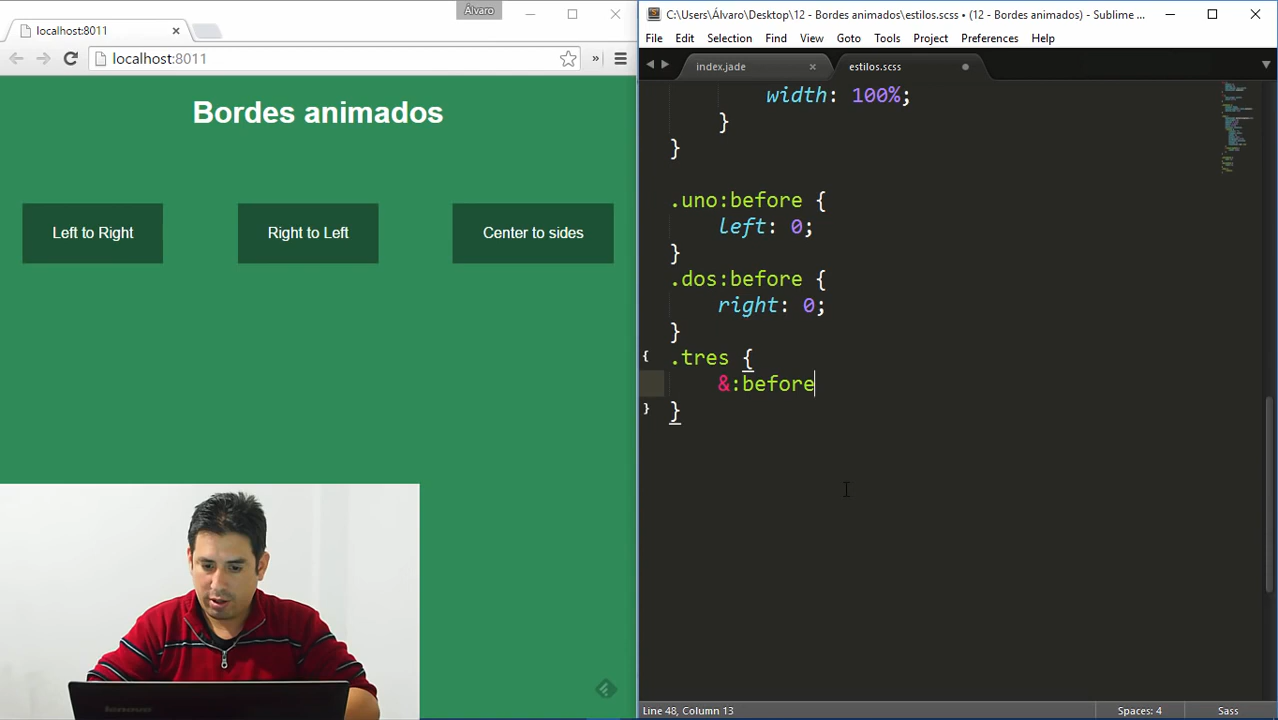 Álvaro
localhost:8011
localhost:8011
Bordes animados
Left to Right
Right to Left
Center to sides
C:\Users\Álvaro\Desktop\12 - Bordes animados\estilos.scss • (12 - Bordes animados) - Sublime ...
File Edit Selection Find View Goto Tools Project Preferences Help
index.jade
estilos.scss
width: 100%;
}
}
.uno:before {
left: 0;
}
.dos:before {
right: 0;
}
.tres {
&:before
}
Line 48, Column 13
Spaces: 4
Sass